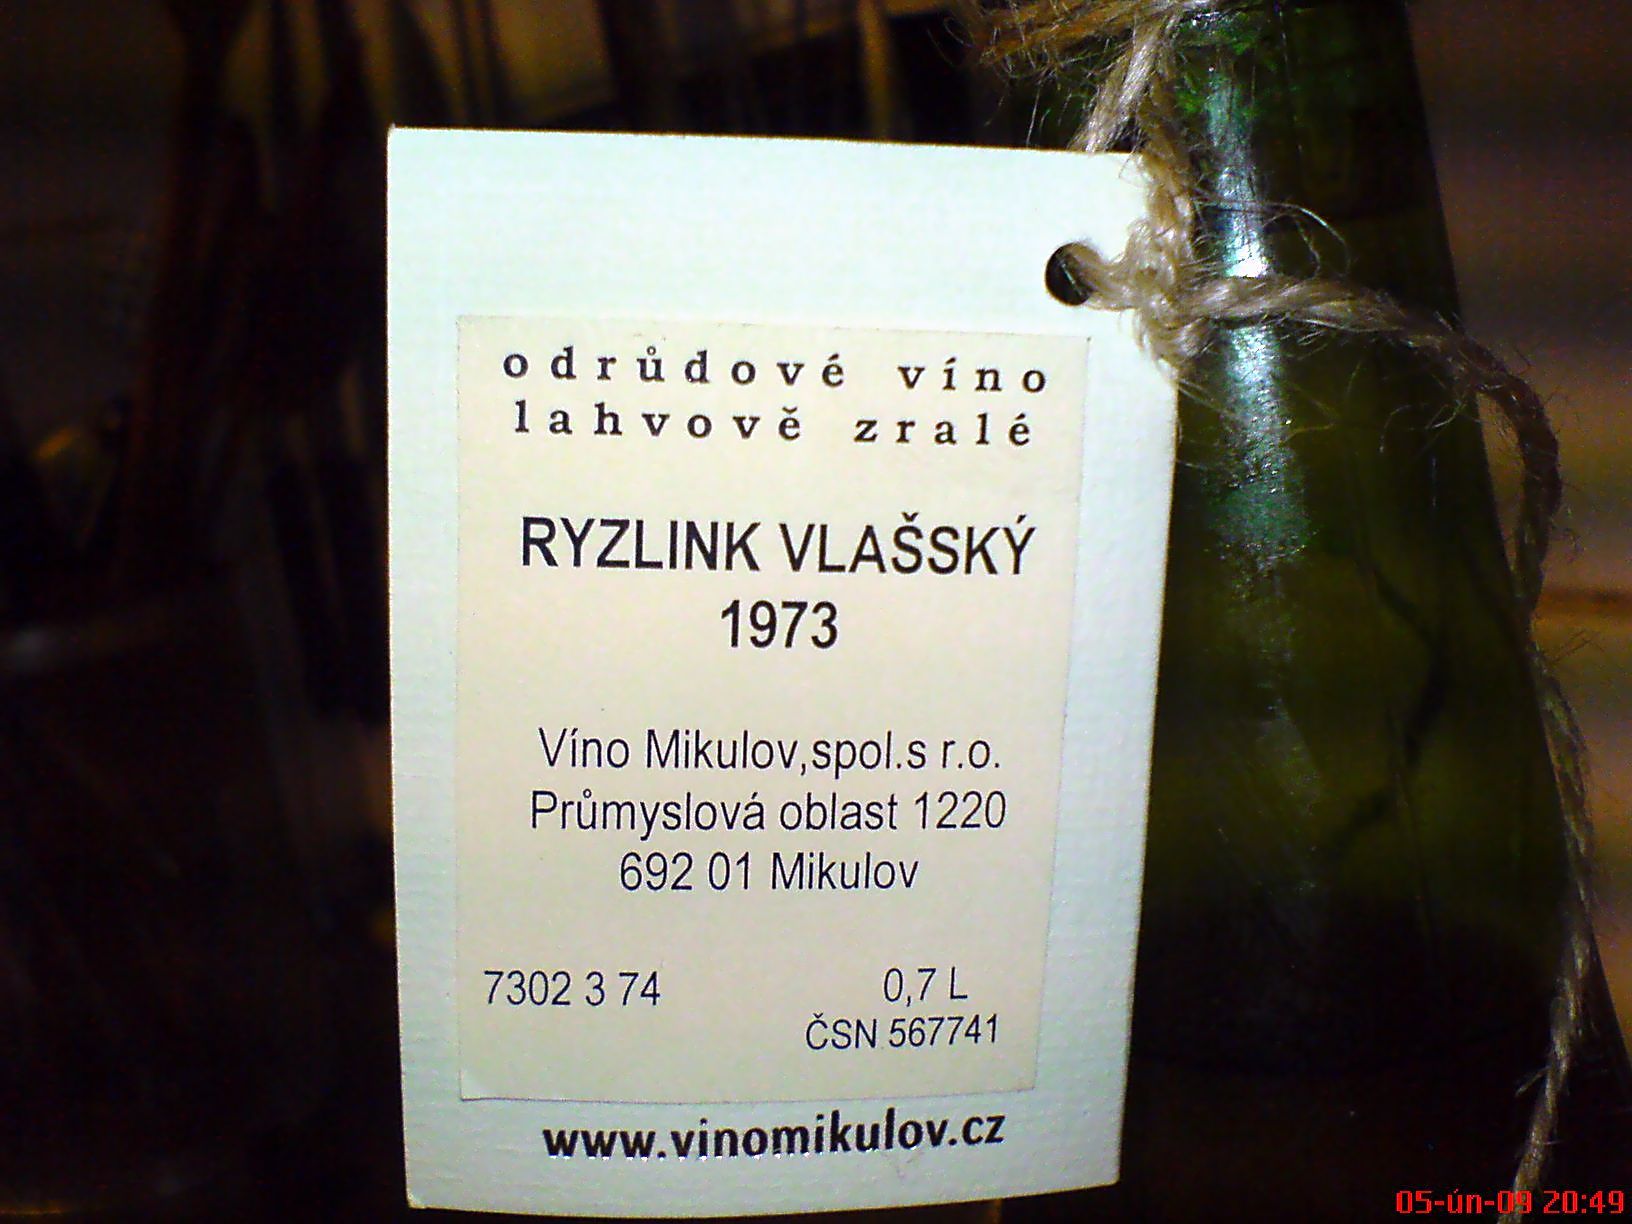 odrůdové víno
lahvově zralé
RYZLINK VLAŠSKÝ
1973
Víno Mikulov,spol.s r.o.
Průmyslová oblast 1220
692 01 Mikulov
7302 3 74
0,7 L
ČSN 567741
www.vinomikulov.cz
05-ún-09 20:49